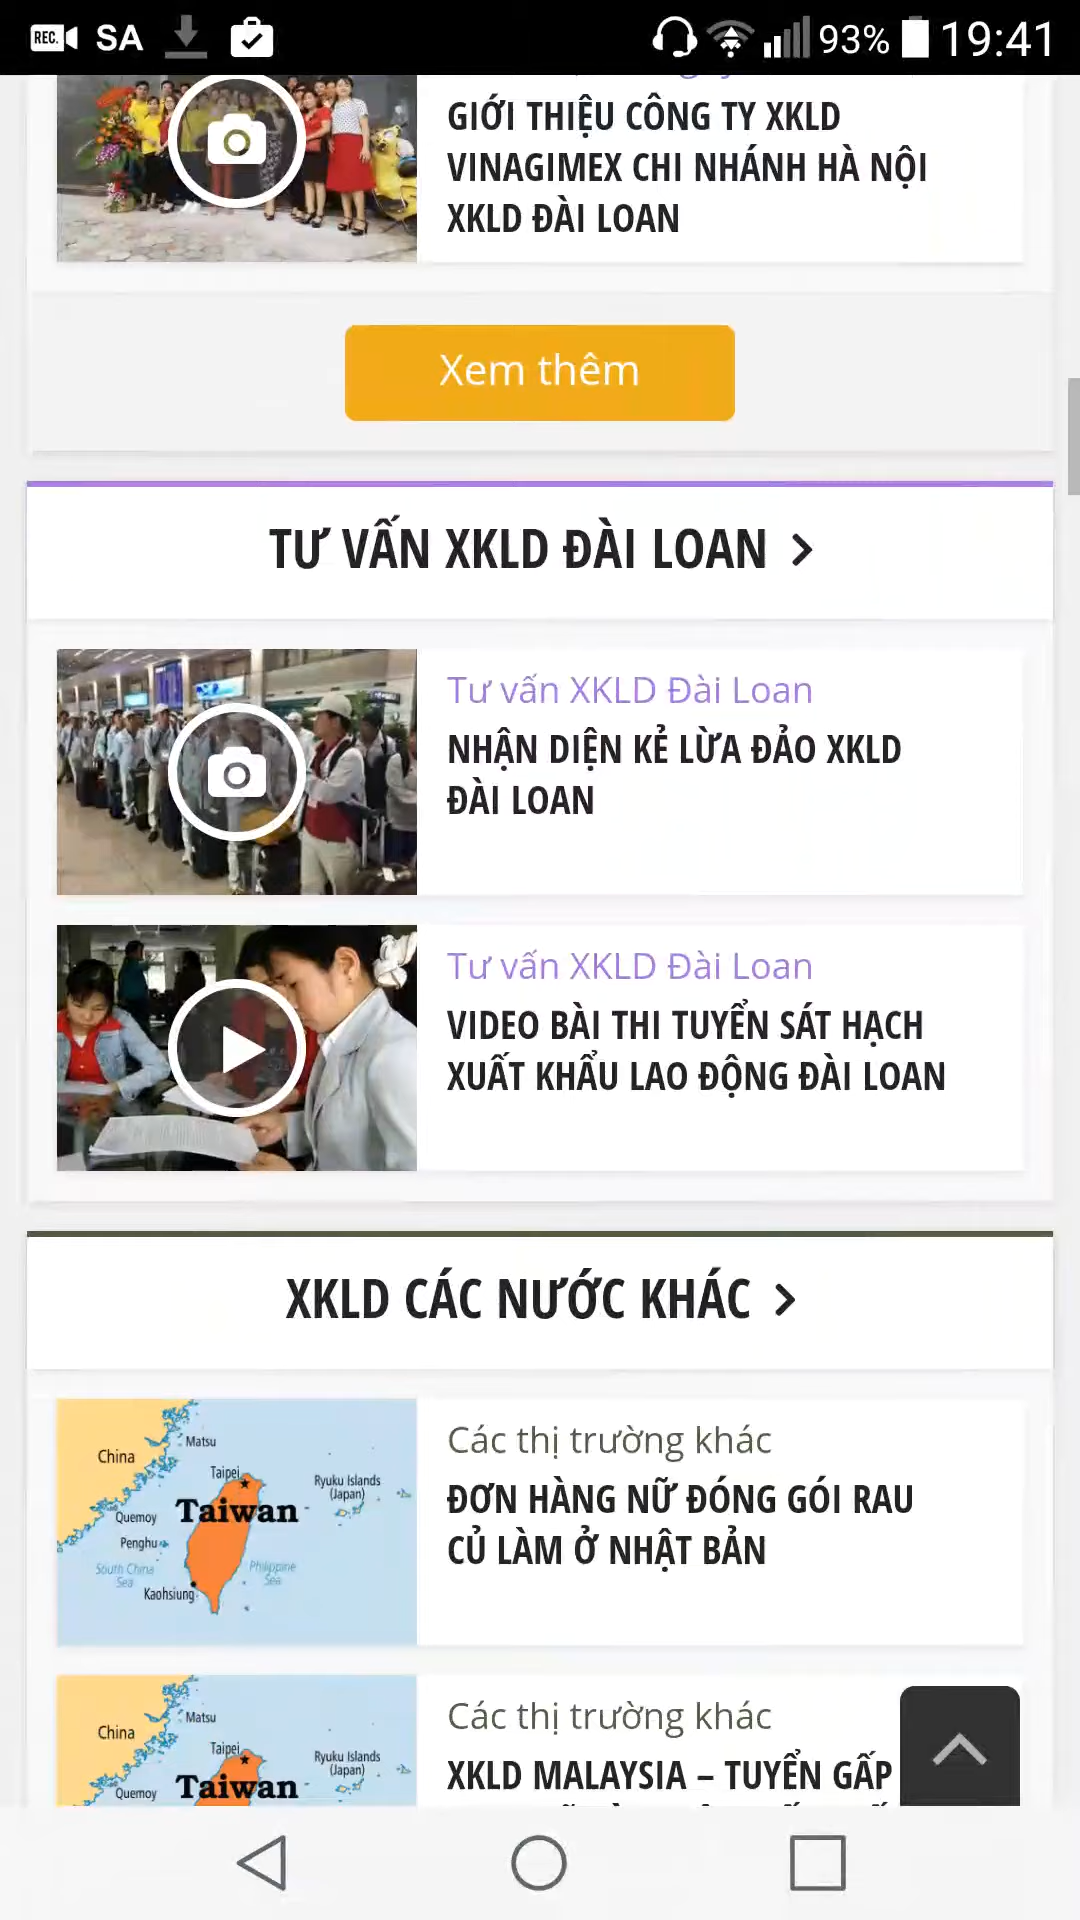 REC. SA 93% 19:41
GIỚI THIỆU CÔNG TY XKLD
VINAGIMEX CHI NHÁNH HÀ NỘI
XKLD ĐÀI LOAN
Xem thêm
TƯ VẤN XKLD ĐÀI LOAN
Tư vấn XKLD Đài Loan
NHẬN DIỆN KẺ LỪA ĐẢO XKLD
ĐÀI LOAN
Tư vấn XKLD Đài Loan
VIDEO BÀI THI TUYỂN SÁT HẠCH
XUẤT KHẨU LAO ĐỘNG ĐÀI LOAN
XKLD CÁC NƯỚC KHÁC
China
Matsu
Taipei
Ryuku Islands
(Japan)
Taiwan
Quemoy
Penghu
South China
Sea
Philippine
Sea
Kaohsiung
Các thị trường khác
ĐƠN HÀNG NỮ ĐÓNG GÓI RAU
CỦ LÀM Ở NHẬT BẢN
China
Matsu
Taipei
Ryuku Islands
(Japan)
Taiwan
Quemoy
Các thị trường khác
XKLD MALAYSIA – TUYỂN GẤP